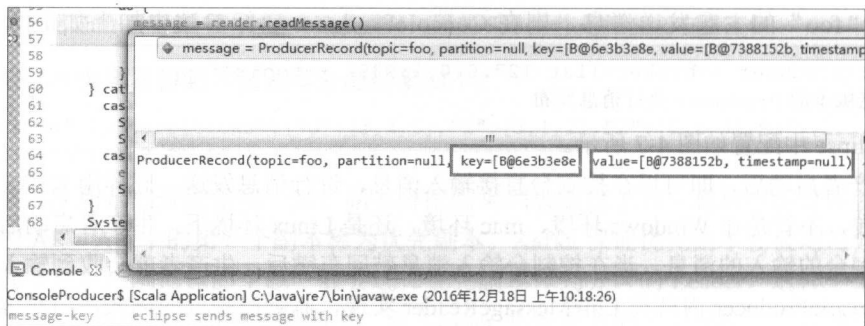 56 message = reader.readMessage()
57
message = ProducerRecord(topic=foo, partition=null, key=[B@6e3b3e8e, value=[B@7388152b, timestamp
58
59 }
60 } cat
61 cas
62 S
63 S
ProducerRecord(topic=foo, partition=null, key=[B@6e3b3e8e value=[B@7388152b, timestamp=null)
64 cas
65 e
66 S
67 }
68 Syste
Console
ConsoleProducer$ [Scala Application] C:\Java\jre7\bin\javaw.exe (2016年12月18日 上午10:18:26)
message-key eclipse sends message with key